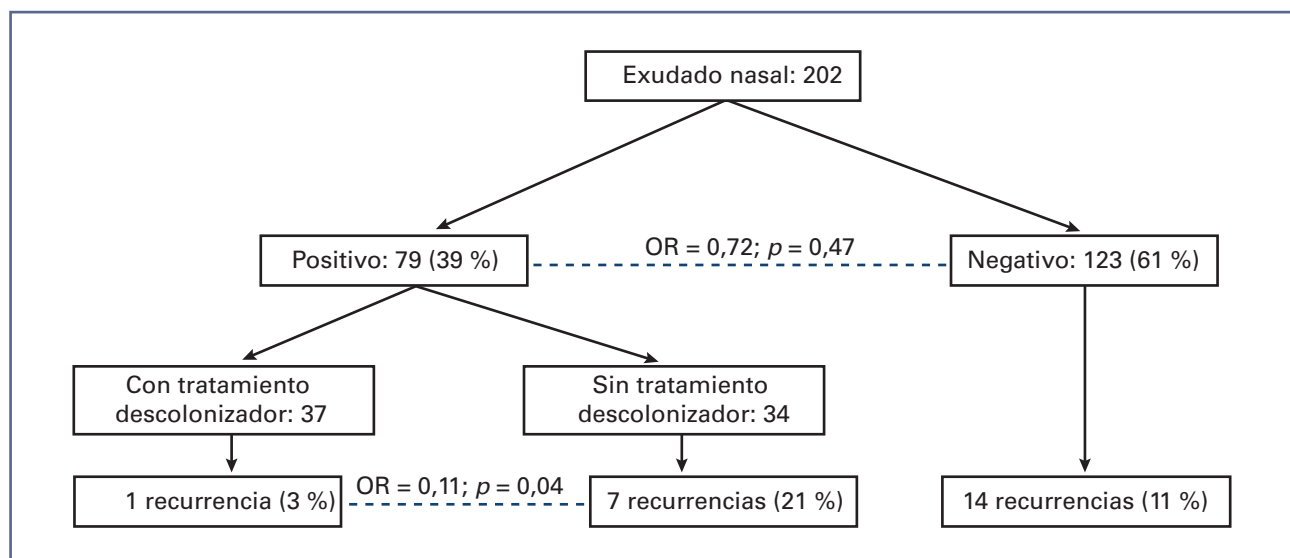 Exudado nasal: 202
Positivo: 79 (39 %)
OR = 0,72; p = 0,47
Negativo: 123 (61 %)
Con tratamiento
descolonizador: 37
Sin tratamiento
descolonizador: 34
1 recurrencia (3 %)
OR = 0,11; p = 0,04
7 recurrencias (21 %)
14 recurrencias (11 %)